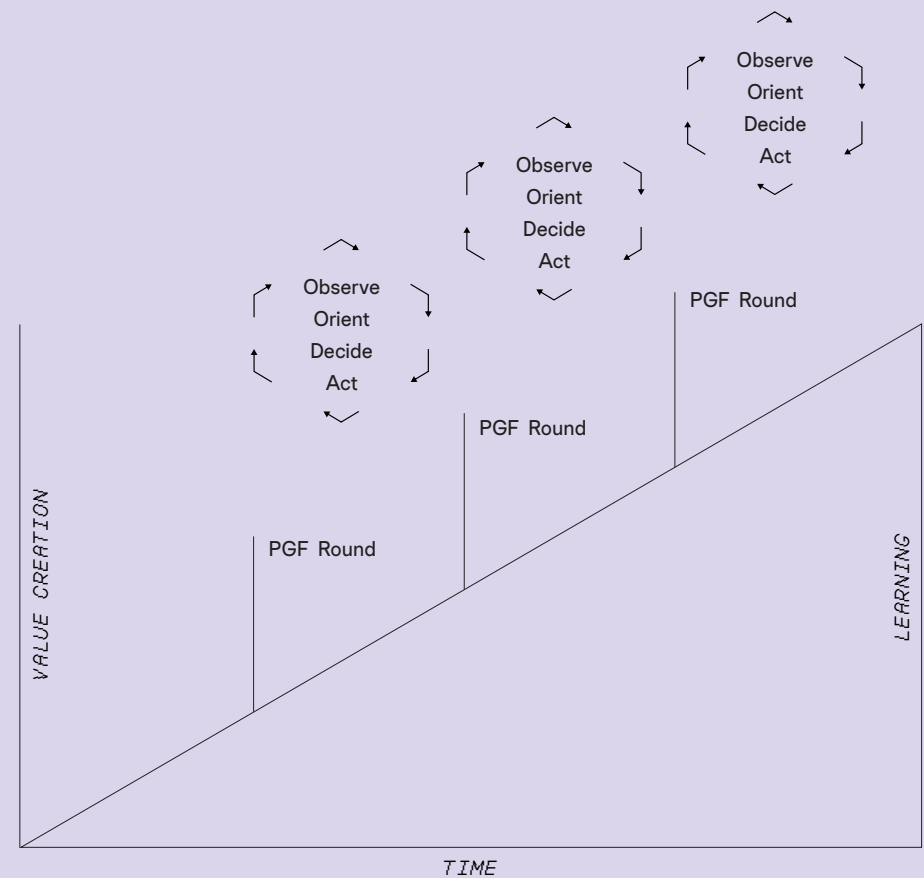 Observe
Orient
Decide
Act
Observe
Orient
Decide
Act
Observe
Orient
Decide
Act
PGF Round
PGF Round
PGF Round
VALUE CREATION
LEARNING
TIME